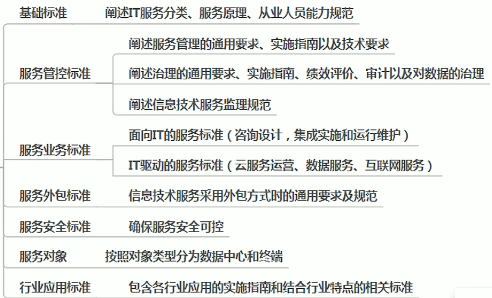 基础标准 阐述IT服务分类、服务原理、从业人员能力规范
阐述服务管理的通用要求、实施指南以及技术要求
服务管控标准 阐述治理的通用要求、实施指南、绩效评价、审计以及对数据的治理
阐述信息技术服务监理规范
面向IT的服务标准（咨询设计，集成实施和运行维护）
服务业务标准
IT驱动的服务标准（云服务运营、数据服务、互联网服务）
服务外包标准 信息技术服务采用外包方式时的通用要求及规范
服务安全标准 确保服务安全可控
服务对象 按照对象类型分为数据中心和终端
行业应用标准 包含各行业应用的实施指南和结合行业特点的相关标准